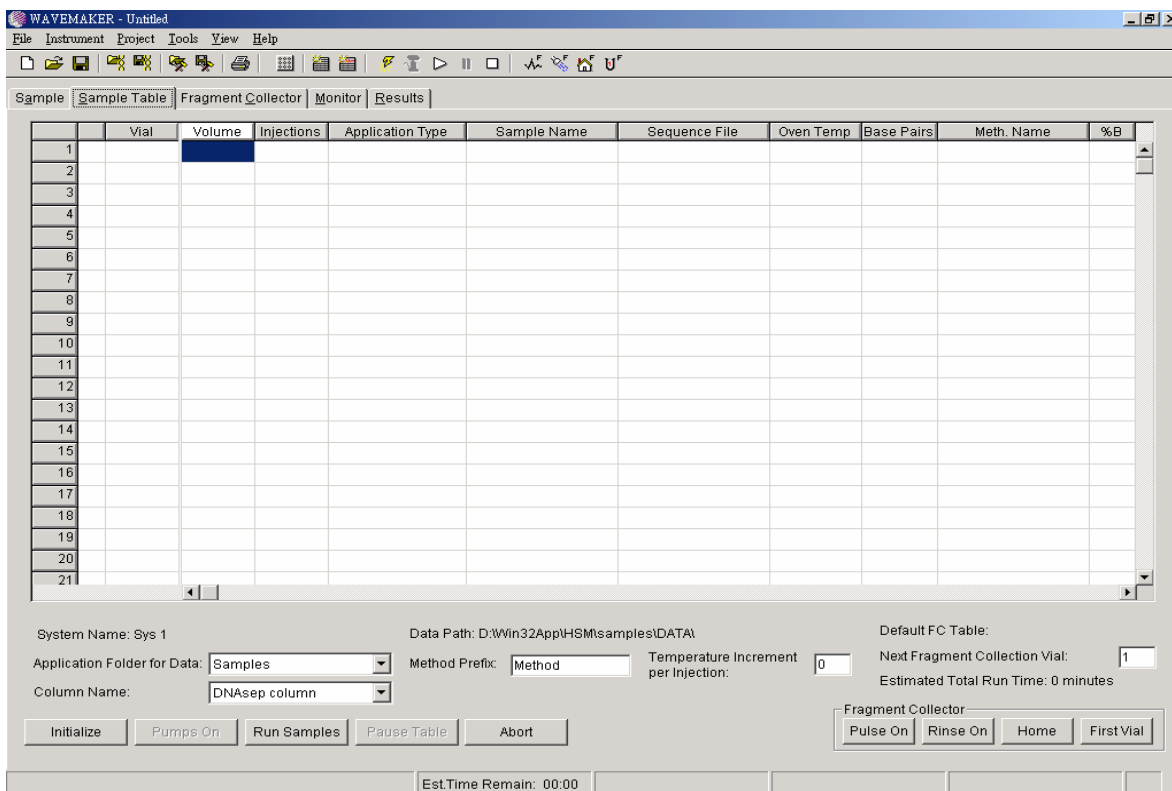 WAVEMAKER - Untitled
File Instrument Project Tools View Help
Sample Sample Table Fragment Collector Monitor Results
Vial Volume Injections Application Type Sample Name Sequence File Oven Temp Base Pairs Meth. Name %B
1
2
3
4
5
6
7
8
9
10
11
12
13
14
15
16
17
18
19
20
21
System Name: Sys 1
Data Path: D:\Win32App\HSM\samples\DATA\
Default FC Table:
Application Folder for Data: Samples
Method Prefix: Method
Temperature Increment
per Injection: 0
Next Fragment Collection Vial: 1
Column Name: DNAsep column
Estimated Total Run Time: 0 minutes
Fragment Collector
Initialize Pumps On Run Samples Pause Table Abort
Pulse On Rinse On Home First Vial
Est.Time Remain: 00:00